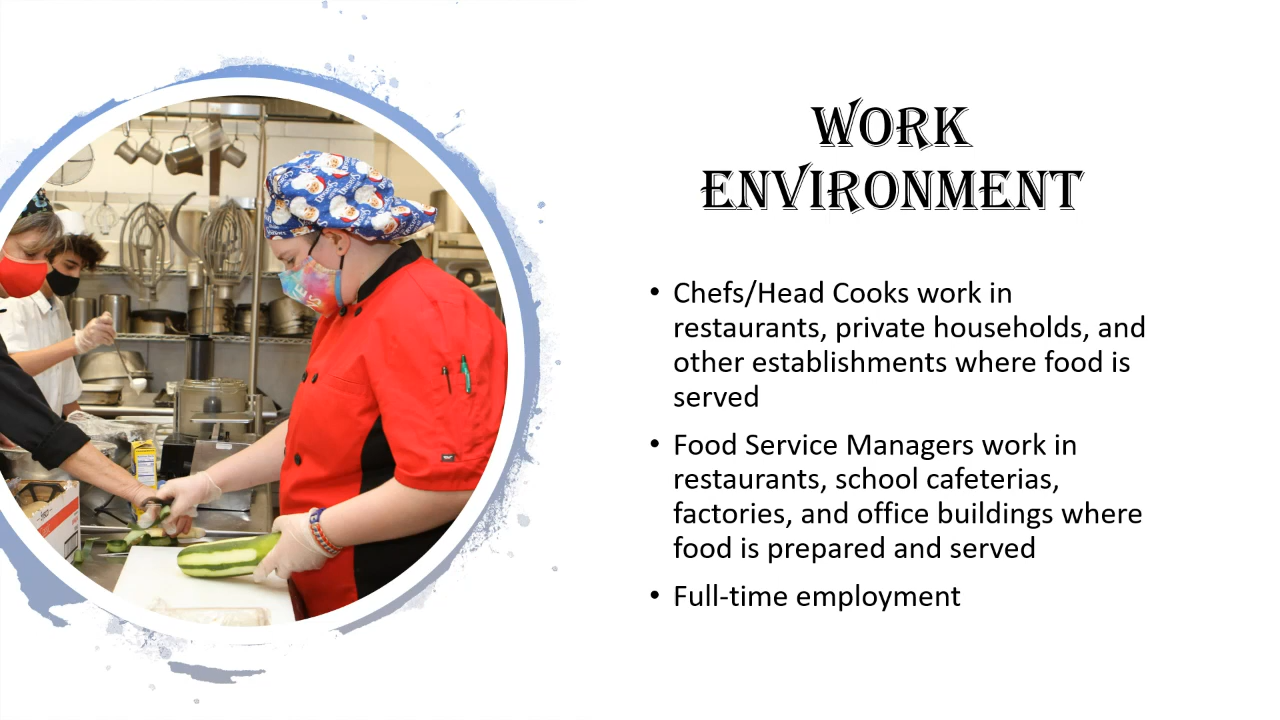 WORK
ENVIRONMENT
• Chefs/Head Cooks work in
restaurants, private households, and
other establishments where food is
served
• Food Service Managers work in
restaurants, school cafeterias,
factories, and office buildings where
food is prepared and served
• Full-time employment